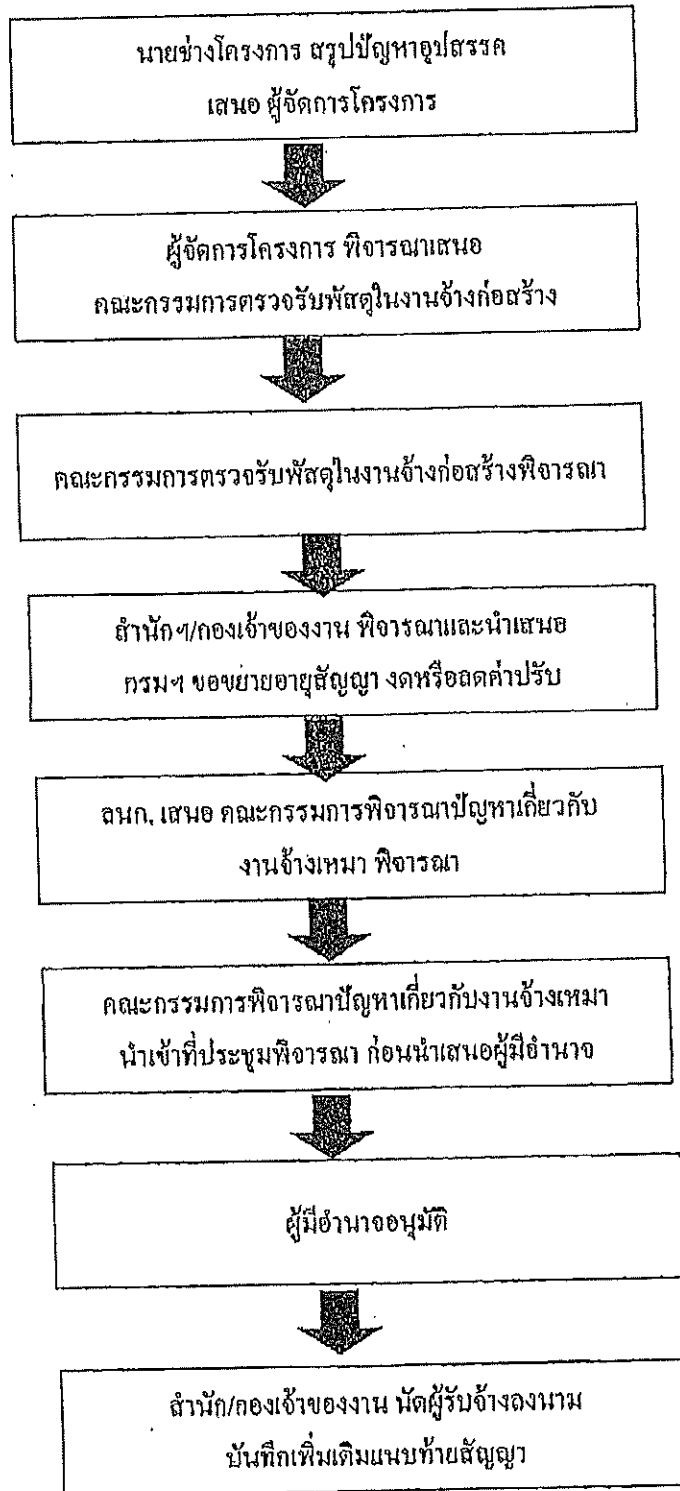 นายช่างโครงการ สรุปปัญหาอุปสรรค
เสนอ ผู้จัดการโครงการ
ผู้จัดการโครงการ พิจารณาเสนอ
คณะกรรมการตรวจรับพัสดุในงานจ้างก่อสร้าง
คณะกรรมการตรวจรับพัสดุในงานจ้างก่อสร้างพิจารณา
สำนักฯ/กองเจ้าของงาน พิจารณาและนำเสนอ
กรมฯ ขอขยายอายุสัญญา งดหรือลดค่าปรับ
ลนก. เสนอ คณะกรรมการพิจารณาปัญหาเกี่ยวกับ
งานจ้างเหมา พิจารณา
คณะกรรมการพิจารณาปัญหาเกี่ยวกับงานจ้างเหมา
นำเข้าที่ประชุมพิจารณา ก่อนนำเสนอผู้มีอำนาจ
ผู้มีอำนาจอนุมัติ
สำนัก/กองเจ้าของงาน นัดผู้รับจ้างลงนาม
บันทึกเพิ่มเติมแนบท้ายสัญญา